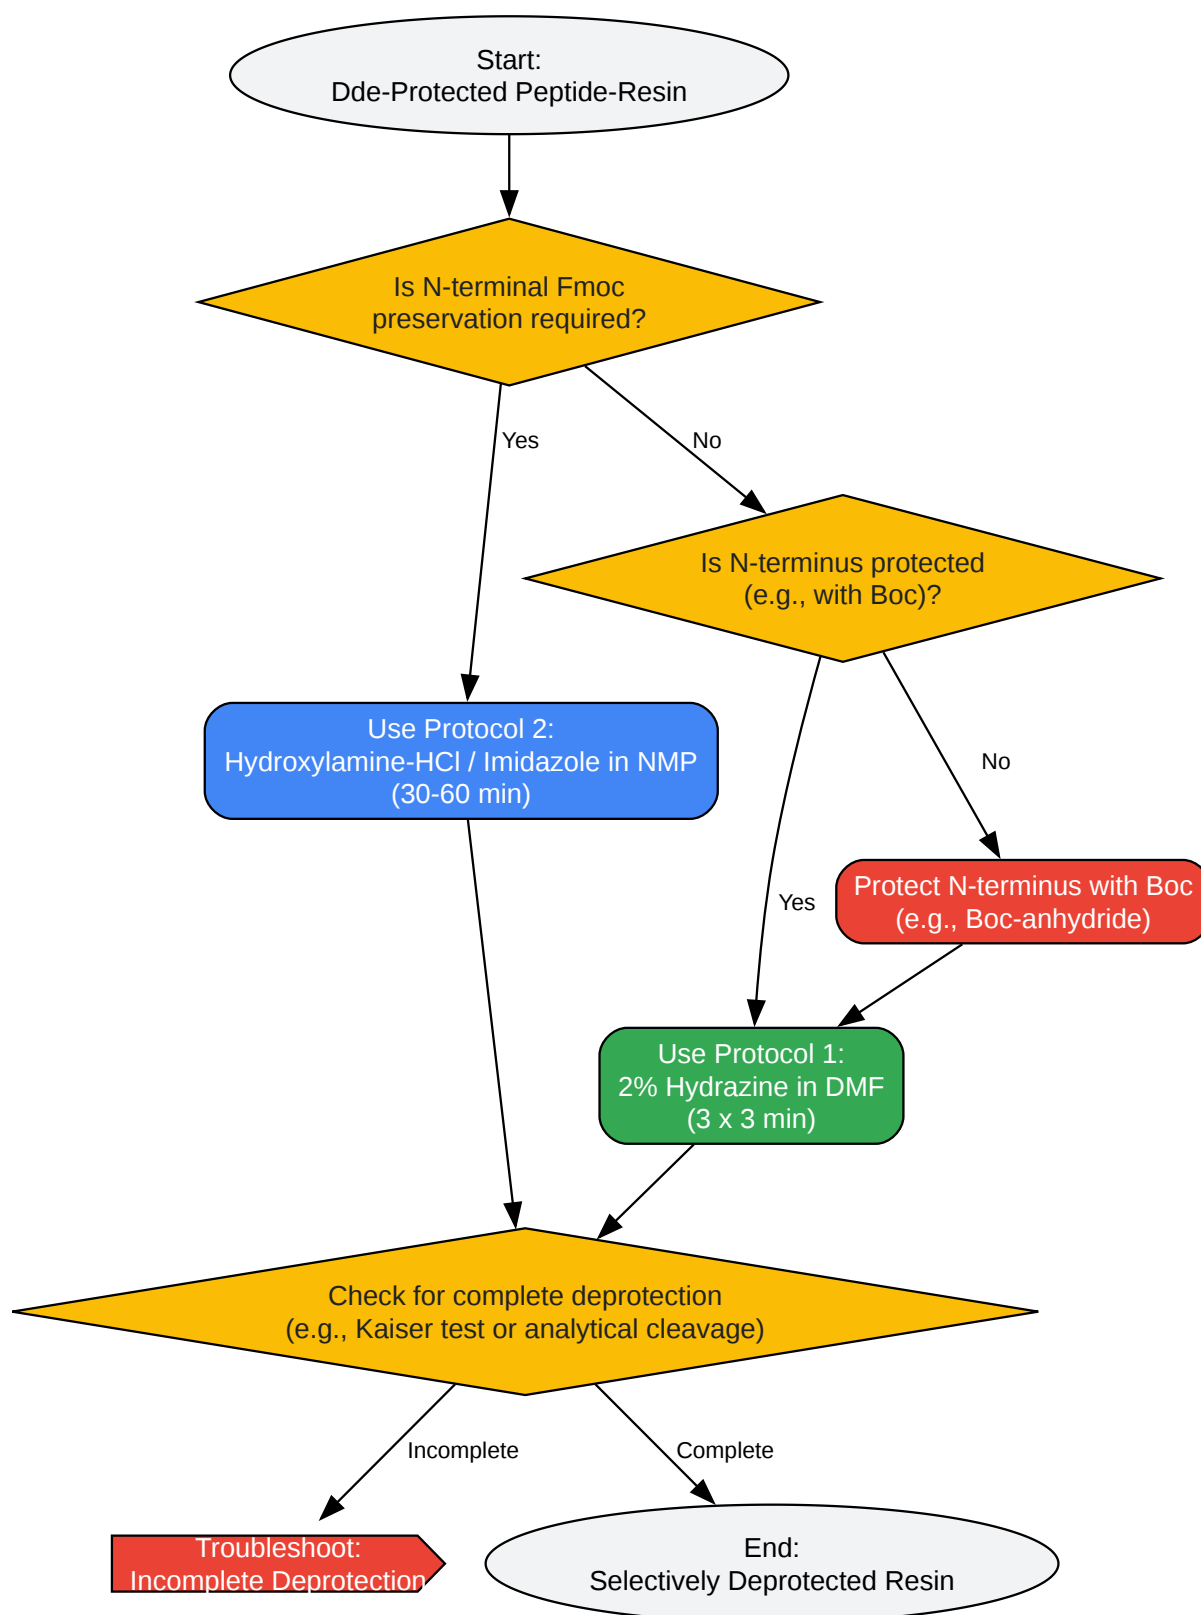 Start:
Dde-Protected Peptide-Resin
Is N-terminal Fmoc
preservation required?
Yes
No
Is N-terminus protected
(e.g., with Boc)?
Use Protocol 2:
Hydroxylamine-HCl / Imidazole in NMP
(30-60 min)
No
Yes
Protect N-terminus with Boc
(e.g., Boc-anhydride)
Use Protocol 1:
2% Hydrazine in DMF
(3 x 3 min)
Check for complete deprotection
(e.g., Kaiser test or analytical cleavage)
Incomplete
Complete
Troubleshoot:
Incomplete Deprotection
End:
Selectively Deprotected Resin